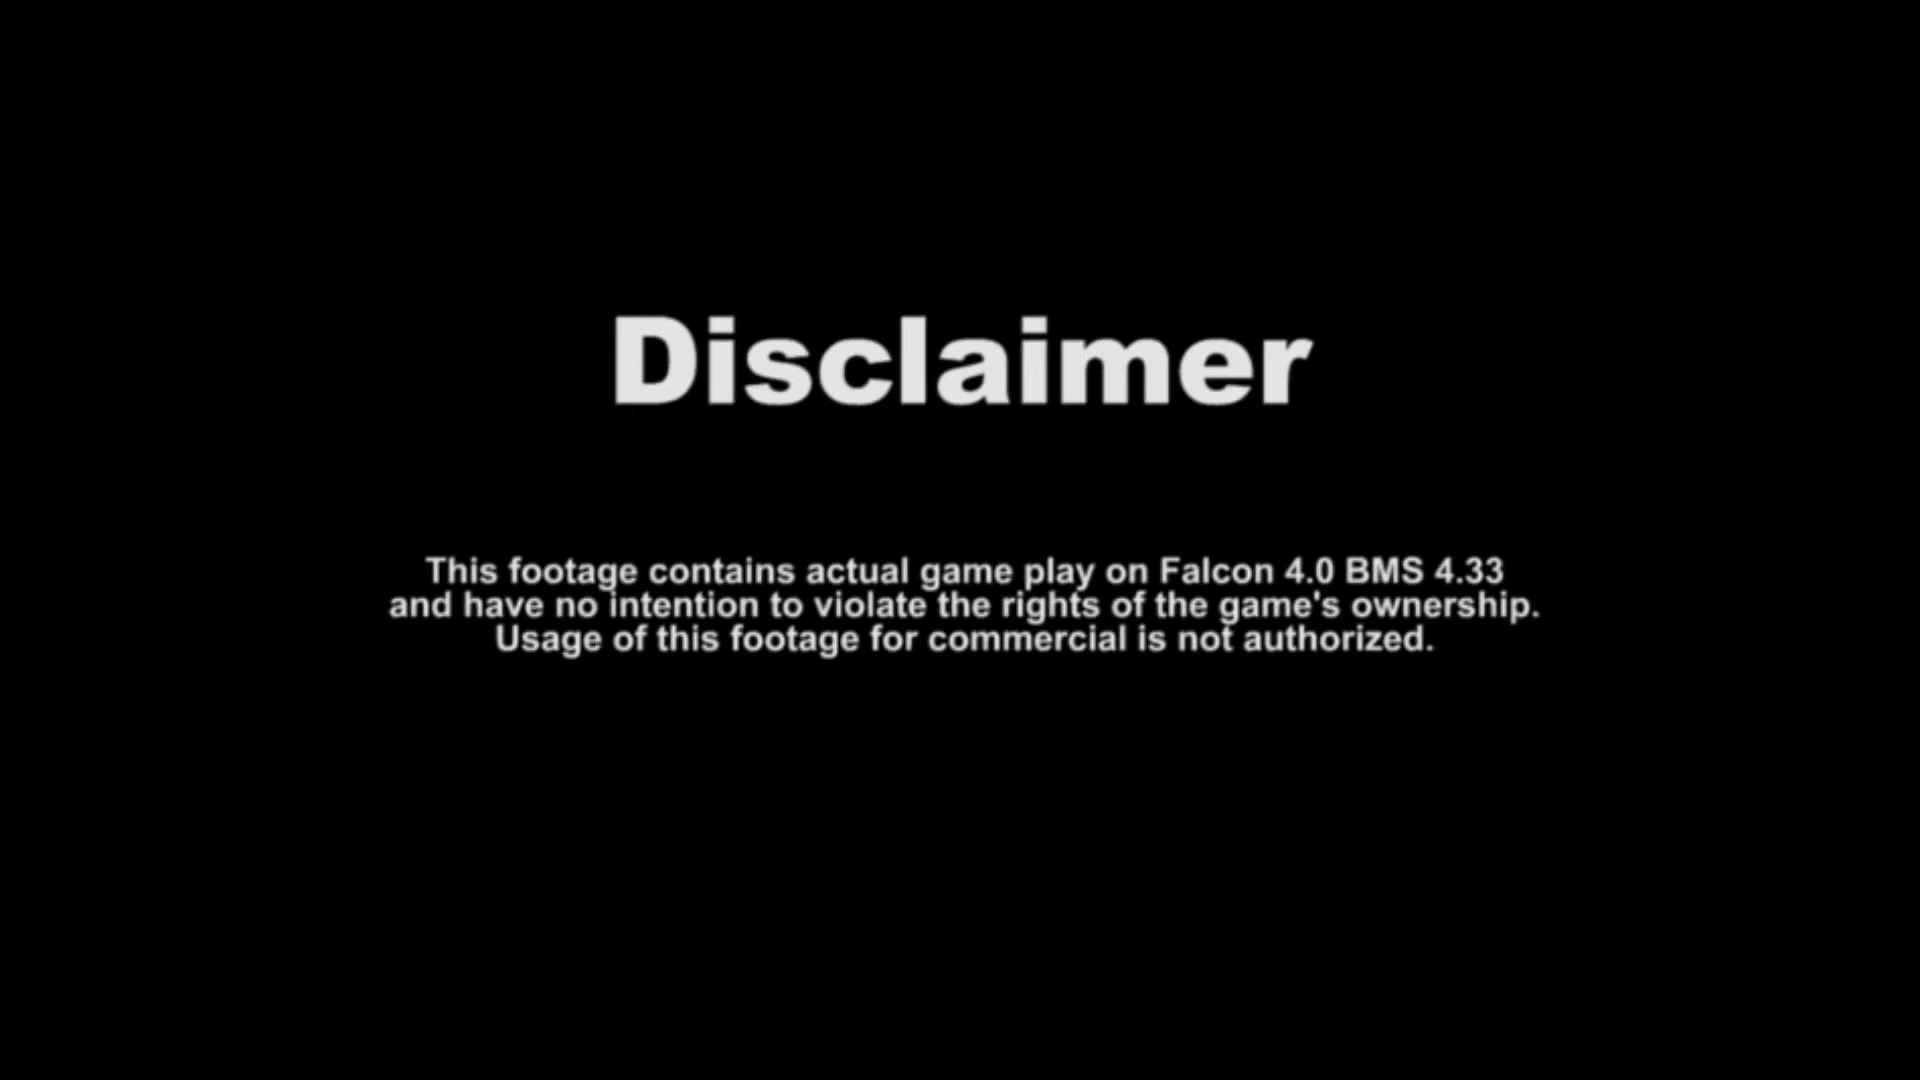 Disclaimer
This footage contains actual game play on Falcon 4.0 BMS 4.33
and have no intention to violate the rights of the game's ownership.
Usage of this footage for commercial is not authorized.